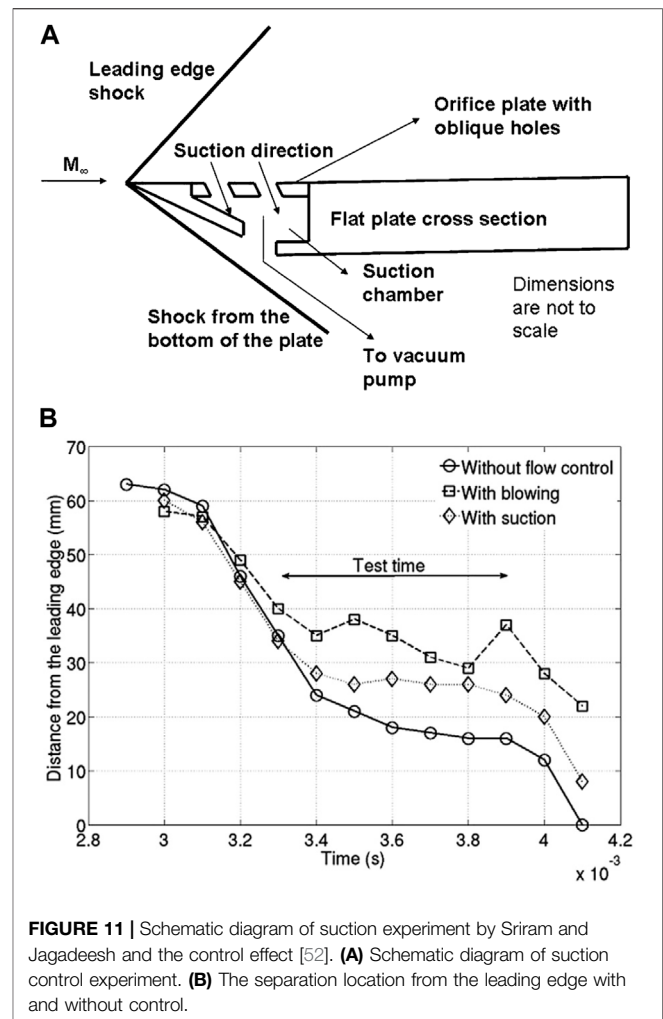 A
Leading edge
shock
Orifice plate with
oblique holes
Suction direction
M∞
Flat plate cross section
Suction
chamber
Dimensions
are not to
scale
Shock from the
bottom of the plate
To vacuum
pump
B
70
60
50
40
30
20
10
0
Distance from the leading edge (mm)
Without flow control
With blowing
With suction
Test time
2.8
3
3.2
3.4
3.6
3.8
4
4.2
Time (s)
x 10⁻³
FIGURE 11 | Schematic diagram of suction experiment by Sriram and
Jagadeesh and the control effect [52]. (A) Schematic diagram of suction
control experiment. (B) The separation location from the leading edge with
and without control.